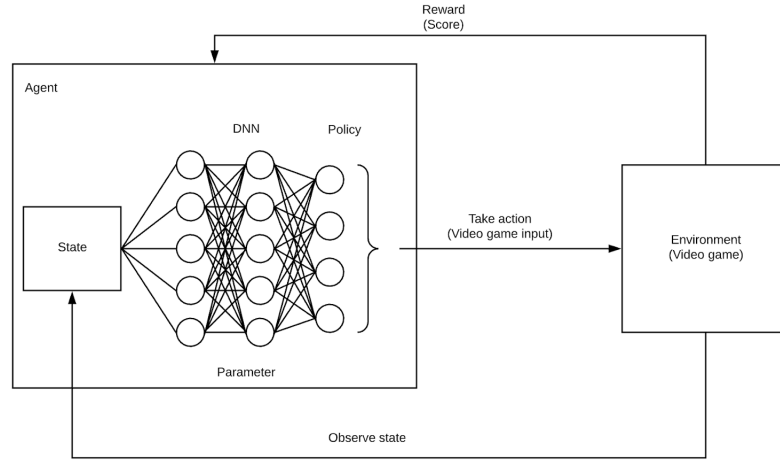 Reward
(Score)
Agent
DNN
Policy
State
Take action
(Video game input)
Environment
(Video game)
Parameter
Observe state